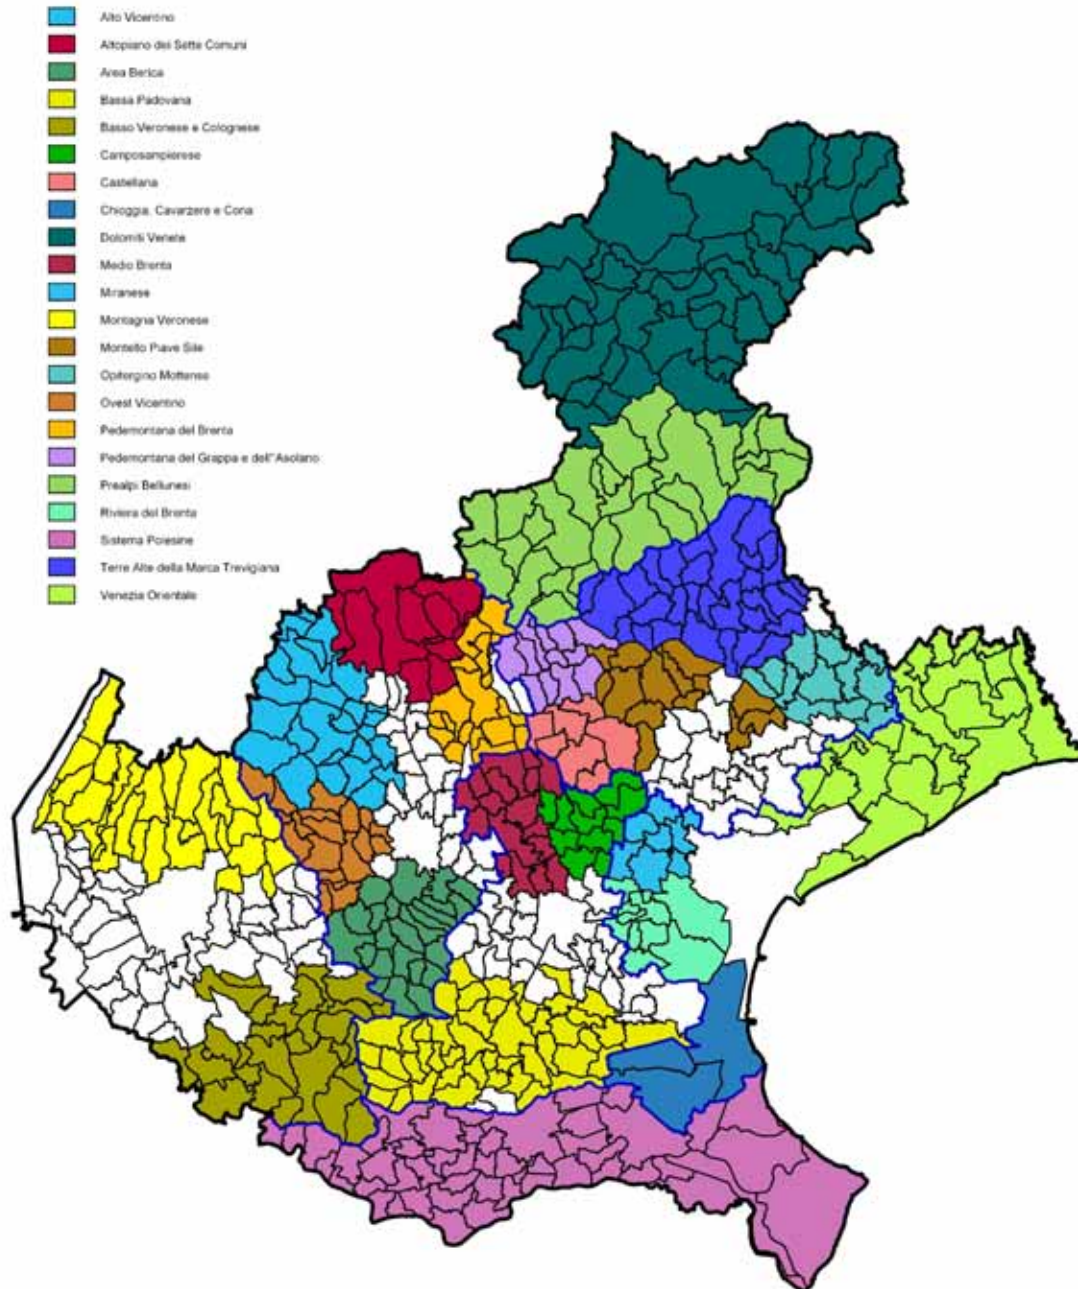 Alto Vicentino
Altopiano dei Sette Comuni
Area Berica
Bassa Padovana
Basso Veronese e Colognese
Camposampierese
Castellana
Chioggia, Cavarzere e Cona
Dolomiti Venete
Medio Brenta
Miranese
Montagna Veronese
Montello Piave Sile
Opitergino Mottense
Ovest Vicentino
Pedemontana del Brenta
Pedemontana del Grappa e dell''Asolano
Prealpi Bellunesi
Riviera del Brenta
Sistema Polesine
Terre Alte della Marca Trevigiana
Venezia Orientale